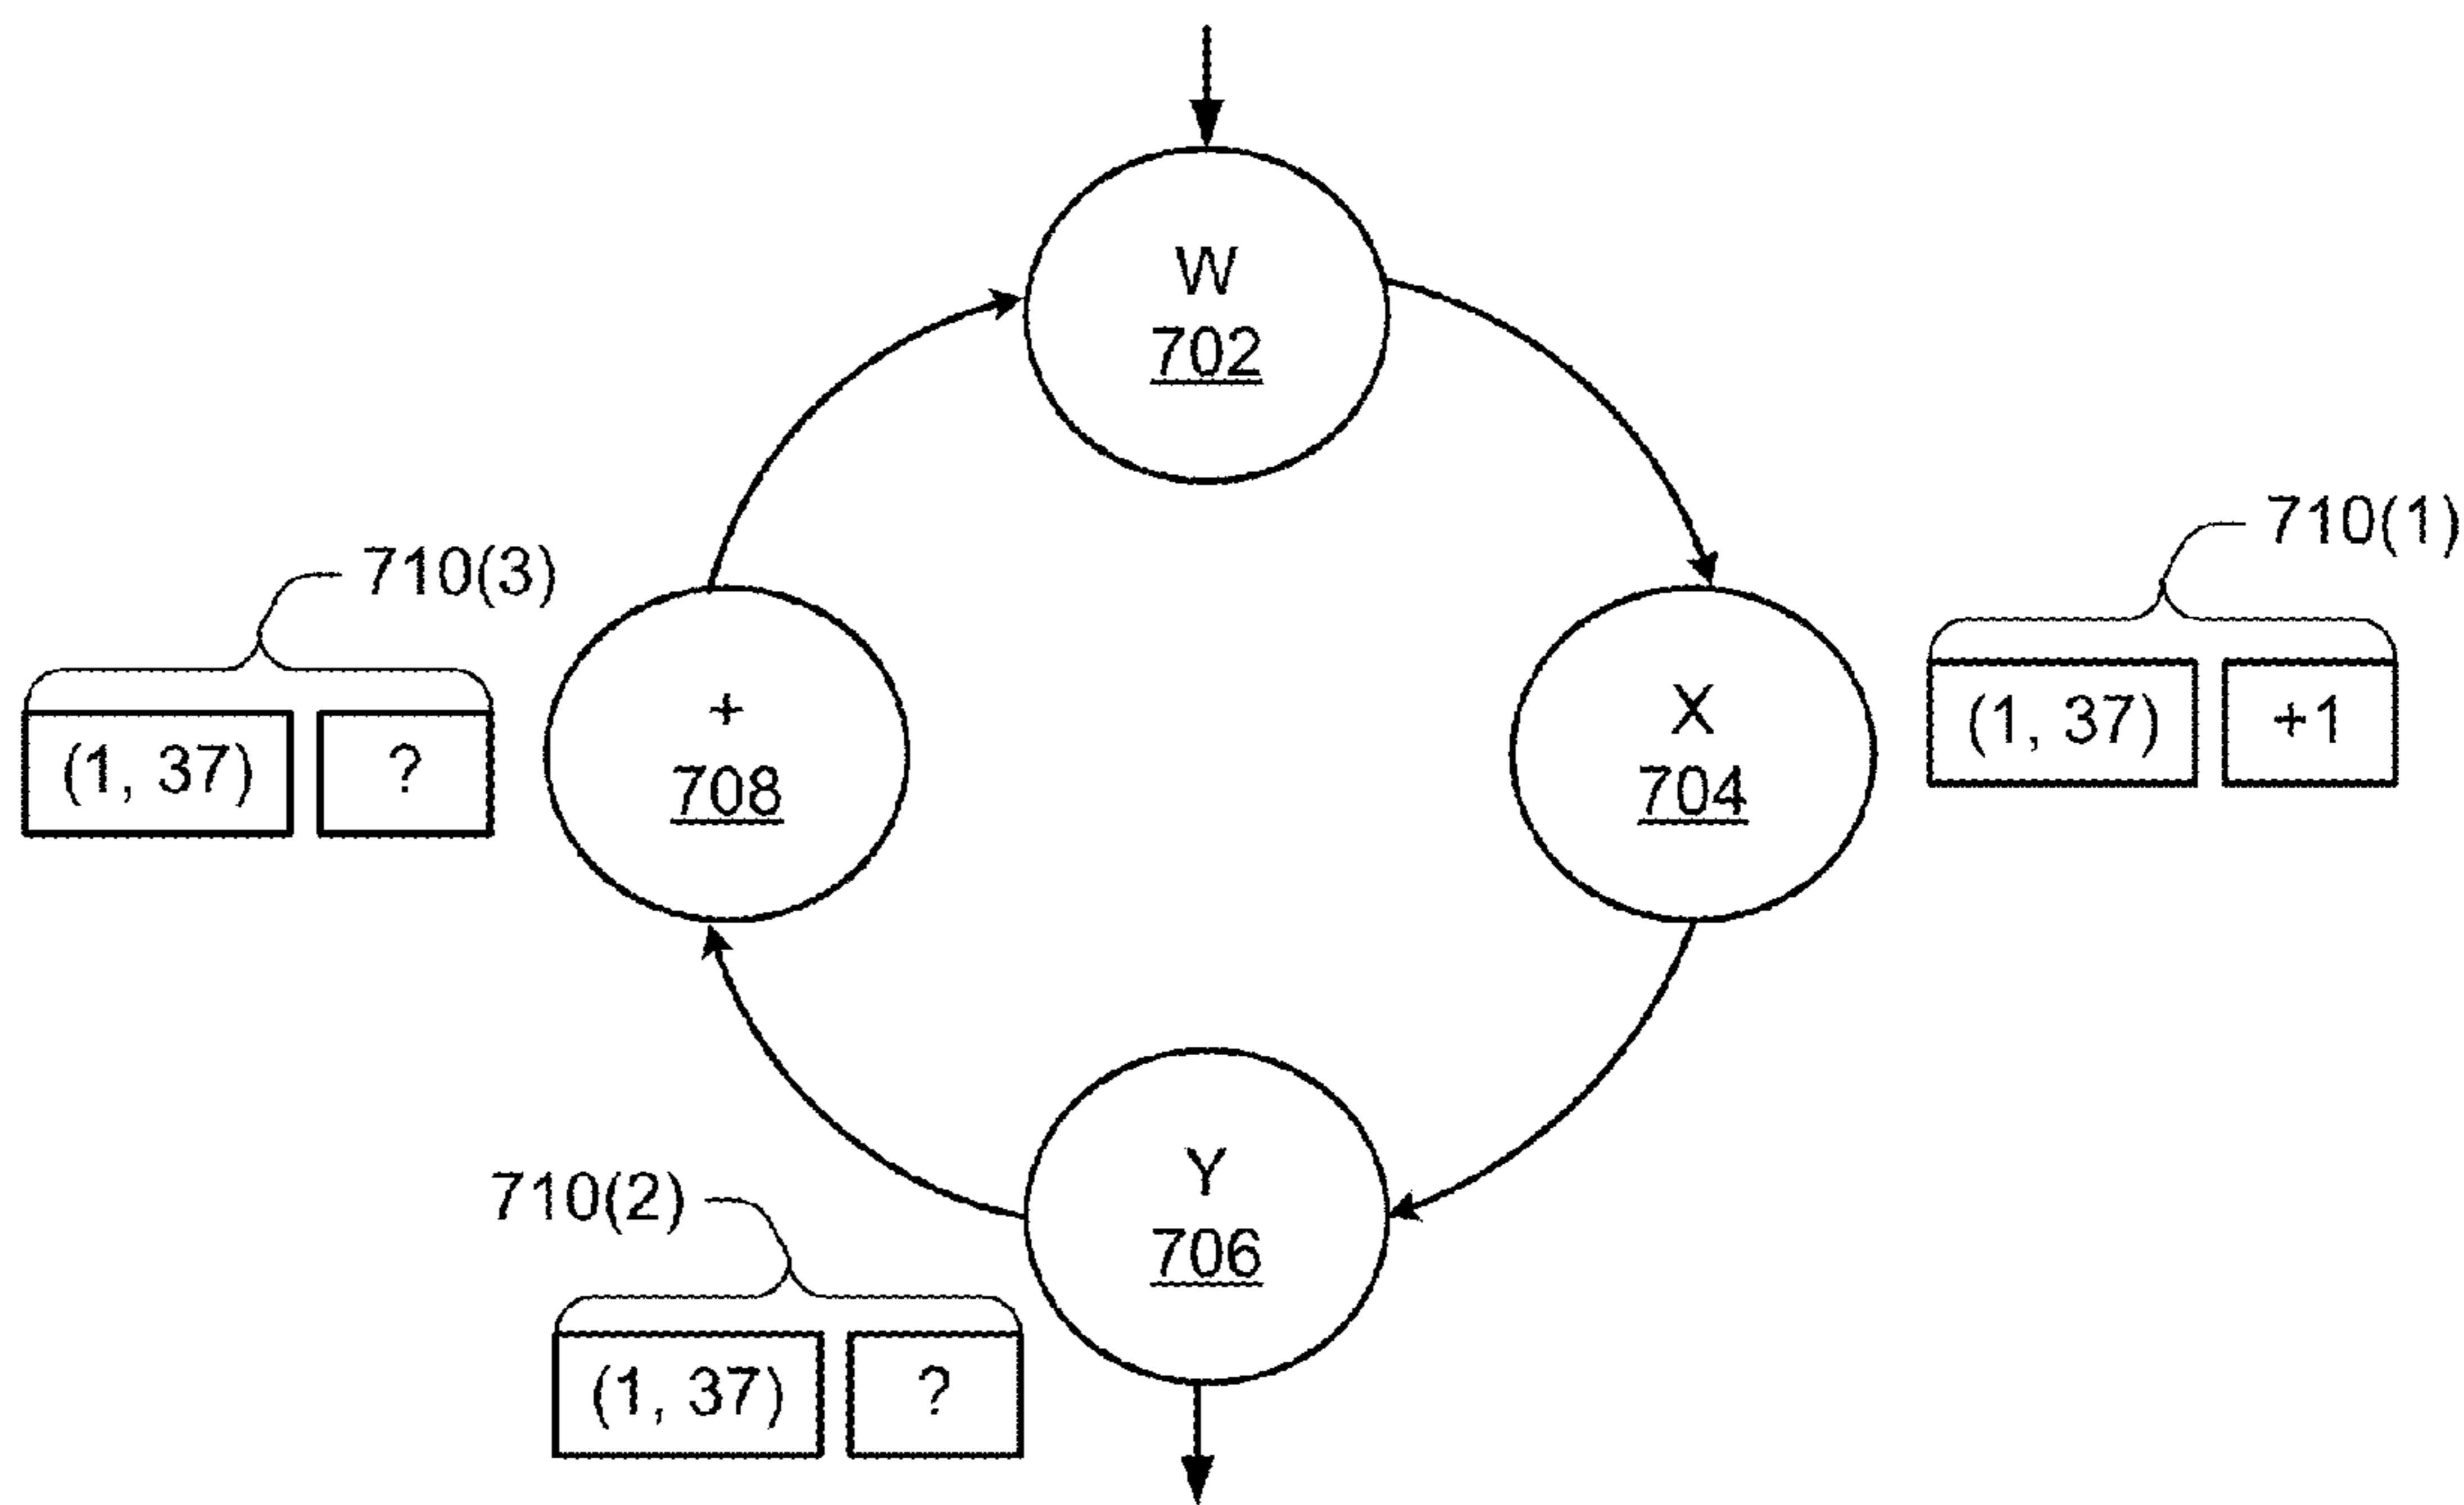 W
702
710(1)
710(3)
X
704
(1, 37) +1
+
708
(1, 37) ?
Y
706
710(2)
(1, 37) ?